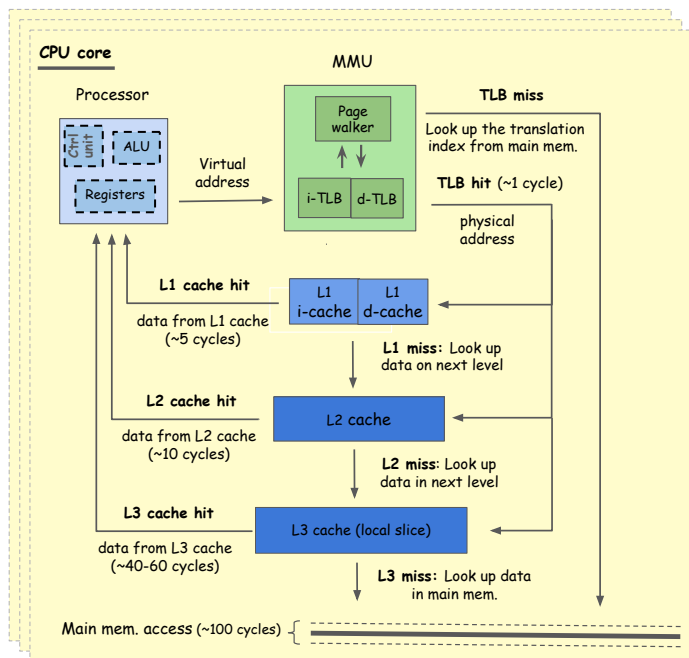 CPU core
MMU
Processor
Ctrl
unit
ALU
Registers
Virtual
address
Page
walker
i-TLB
d-TLB
TLB miss
Look up the translation
index from main mem.
TLB hit (~1 cycle)
physical
address
L1 cache hit
data from L1 cache
(~5 cycles)
L1
i-cache
L1
d-cache
L1 miss: Look up
data on next level
L2 cache hit
data from L2 cache
(~10 cycles)
L2 cache
L2 miss: Look up
data in next level
L3 cache hit
data from L3 cache
(~40-60 cycles)
L3 cache (local slice)
L3 miss: Look up data
in main mem.
Main mem. access (~100 cycles)